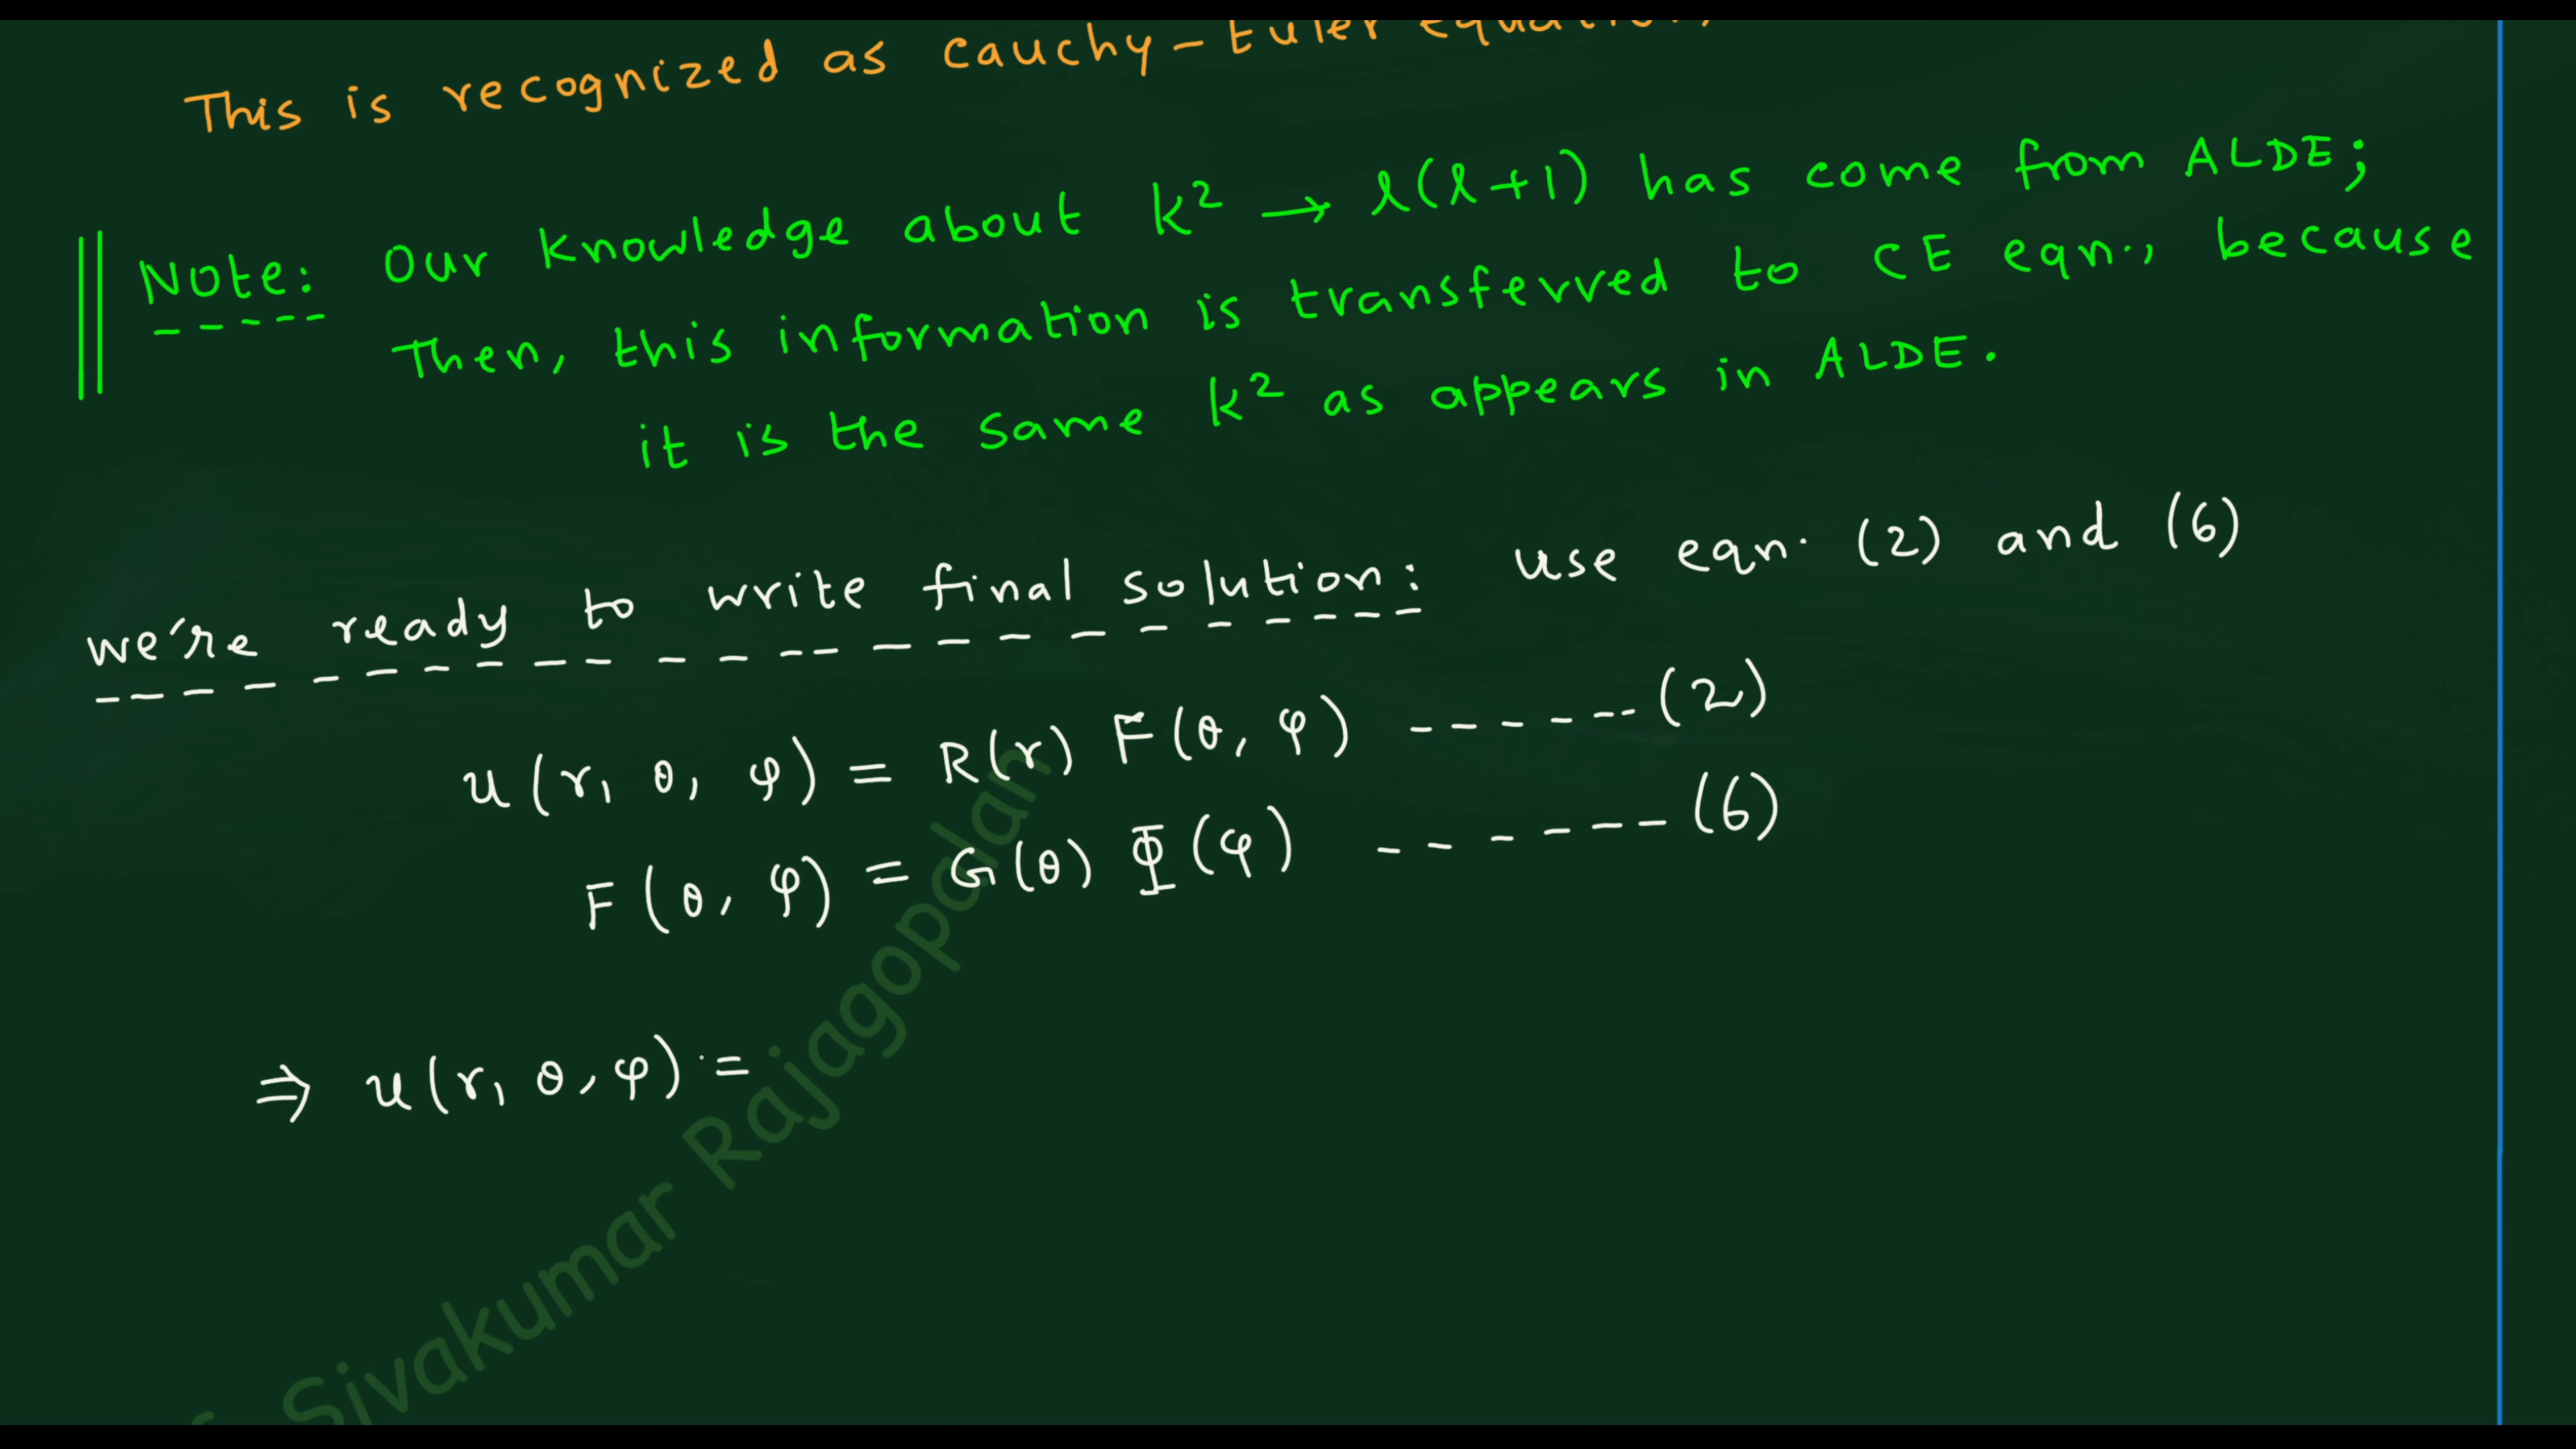 This is recognized as Cauchy-Euler equation,
Note: Our knowledge about k² → l(l+1) has come from ALDE;
Then, this information is transferred to CE eqn., because
it is the same k² as appears in ALDE.
we're ready to write final solution: use eqn. (2) and (6)
u(r, θ, φ) = R(r) F(θ, φ) ------(2)
F(θ, φ) = G(θ) Φ(φ) ------(6)
⇒ u(r, θ, φ) =
Sivakumar Rajagopalan